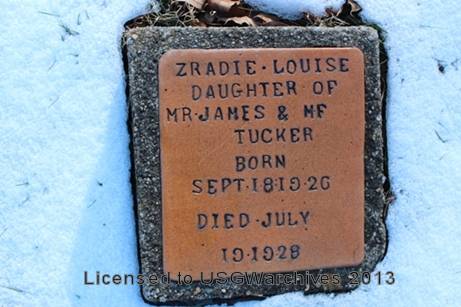 ZRADIE·LOUISE
DAUGHTER OF
MR·JAMES & MF
TUCKER
BORN
SEPT·18·19·26
DIED·JULY
19·1928
Licensed to USGWarchives 2013